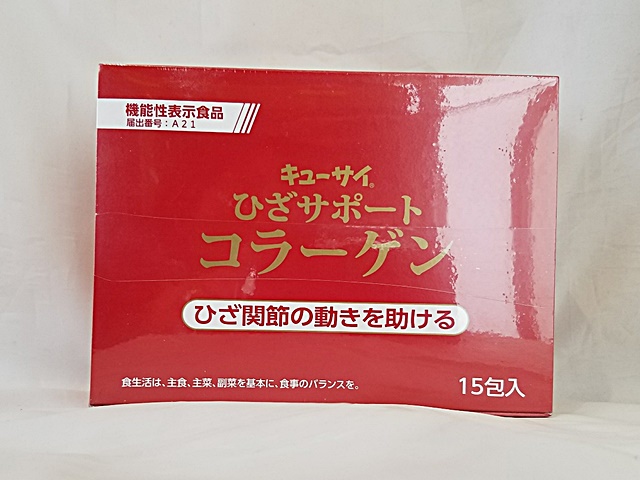 機能性表示食品
届出番号：A21
キューサイ®
ひざサポート
コラーゲン
ひざ関節の動きを助ける
食生活は、主食、主菜、副菜を基本に、食事のバランスを。
15包入